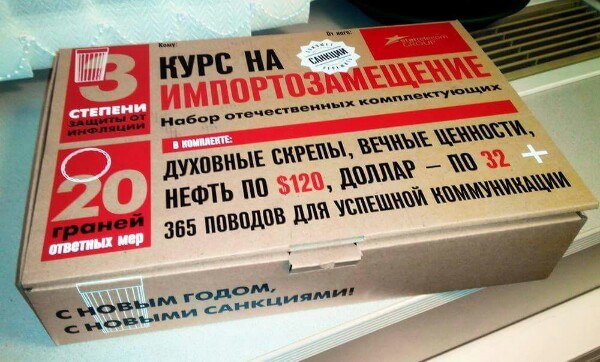 Кому:
От кого:
КУРС НА
ИМПОРТОЗАМЕЩЕНИЕ
Набор отечественных комплектующих
САНКЦИИ
GROUP
3
СТЕПЕНИ
ЗАЩИТЫ ОТ
ИНФЛЯЦИИ
20
граней
ответных мер
В КОМПЛЕКТЕ:
ДУХОВНЫЕ СКРЕПЫ, ВЕЧНЫЕ ЦЕННОСТИ,
НЕФТЬ ПО $120, ДОЛЛАР – ПО 32 +
365 ПОВОДОВ ДЛЯ УСПЕШНОЙ КОММУНИКАЦИИ
С НОВЫМ ГОДОМ,
С НОВЫМИ САНКЦИЯМИ!